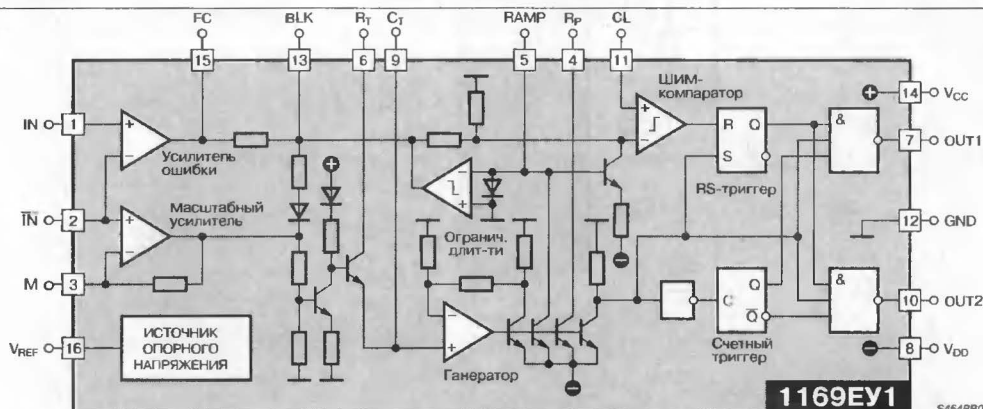 FC BLK RT CT RAMP RP CL
15 13 6 9 5 4 11
ШИМ-
компаратор
14 VCC
IN 1
R Q &
7 OUT1
Усилитель
ошибки
S
RS-триггер
IN 2
Масштабный
усилитель
Огранич.
длит-ти
12 GND
M 3
&
C Q
10 OUT2
VREF 16
ИСТОЧНИК
ОПОРНОГО
НАПРЯЖЕНИЯ
Ганератор
Счетный
триггер
8 VDD
1169ЕУ1